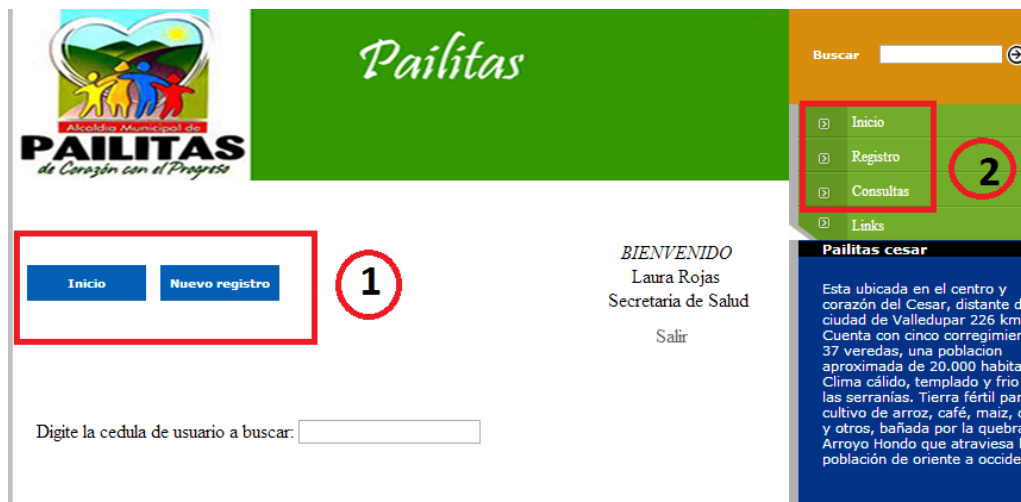 Alcaldia Municipal de
PAILITAS
de Corazón con el Progreso
Pailitas
Buscar
Inicio
Registro
Consultas
Links
2
Inicio
Nuevo registro
1
BIENVENIDO
Laura Rojas
Secretaria de Salud
Salir
Digite la cedula de usuario a buscar:
Pailitas cesar
Esta ubicada en el centro y
corazón del Cesar, distante d
ciudad de Valledupar 226 km
Cuenta con cinco corregimien
37 veredas, una poblacion
aproximada de 20.000 habita
Clima cálido, templado y frio
las serranías. Tierra fértil par
cultivo de arroz, café, maiz, c
y otros, bañada por la quebra
Arroyo Hondo que atraviesa l
población de oriente a occide